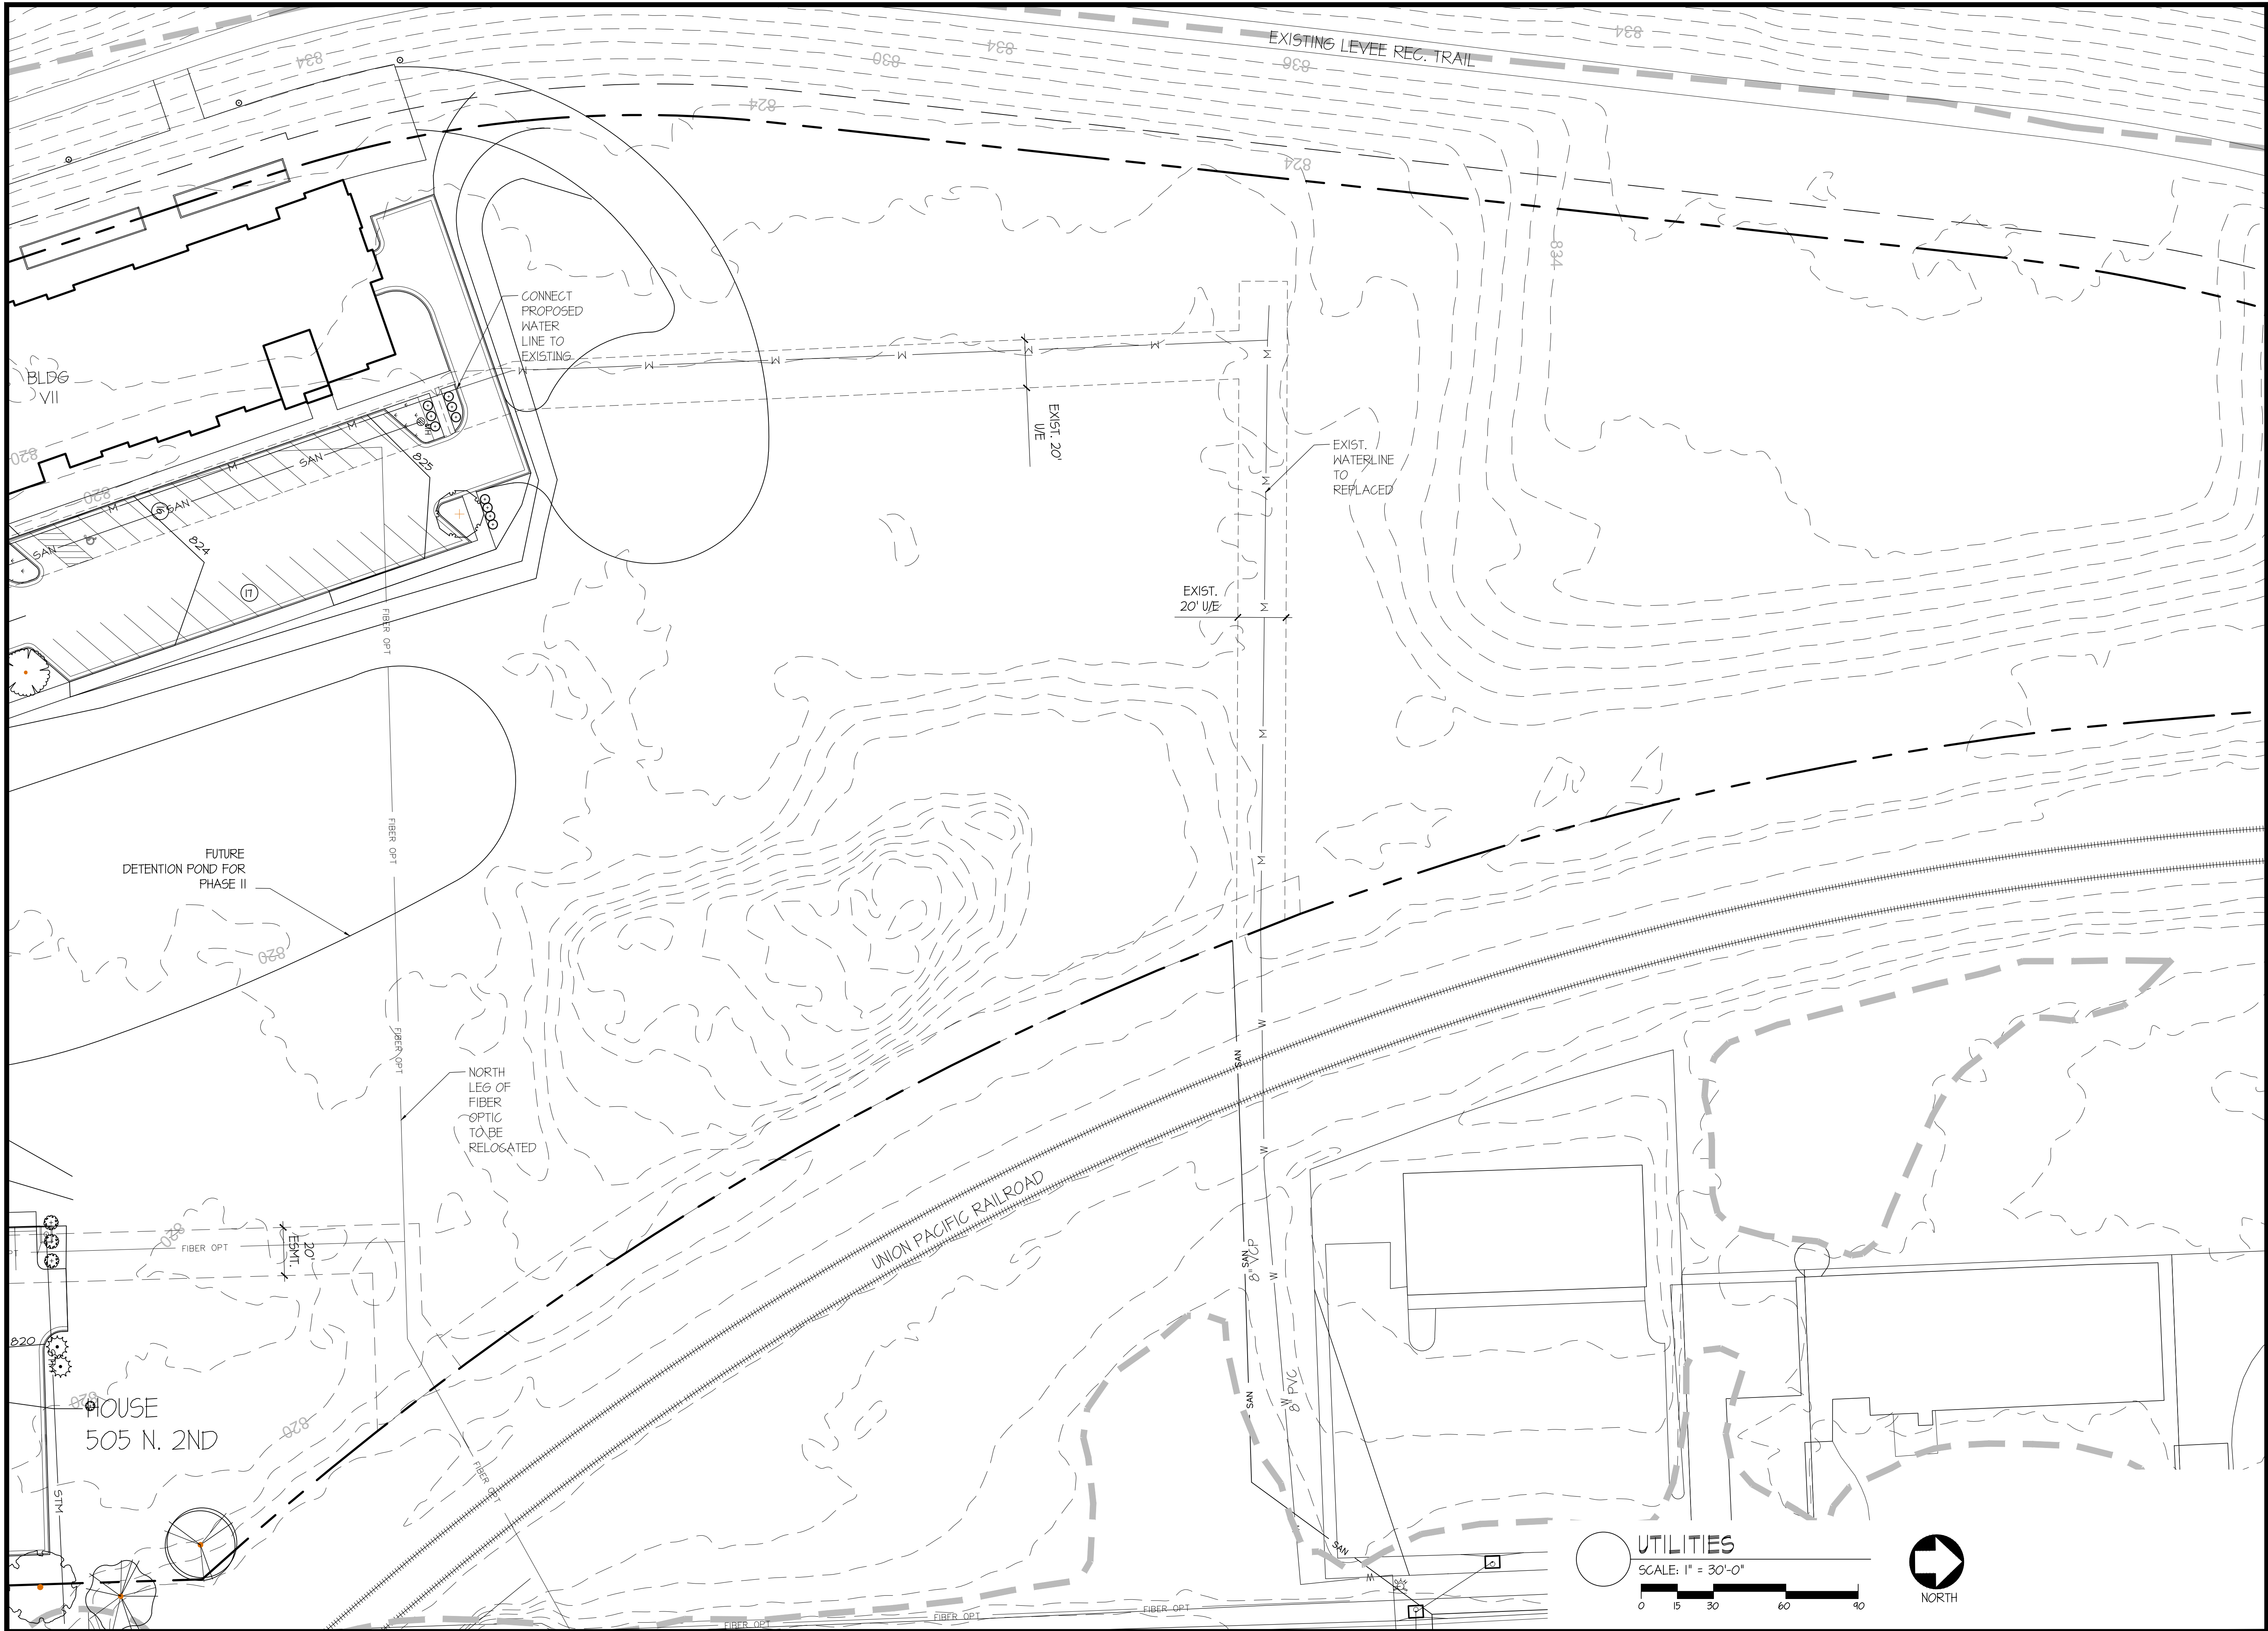 EXISTING LEVEE REC. TRAIL
834
834
830
834
836
824
824
834
CONNECT
PROPOSED
WATER
LINE TO
EXISTING
W W W W W W
BLDG
VII
EXIST. 20'
U/E
EXIST.
WATERLINE
TO
REPLACED
820
820
825
824
SAN
SAN
SAN
MH
W
W
W
17
EXIST.
20' U/E
W
W
W
W
W
FIBER OPT
FIBER OPT
FIBER OPT
FUTURE
DETENTION POND FOR
PHASE II
820
NORTH
LEG OF
FIBER
OPTIC
TO BE
RELOCATED
UNION PACIFIC RAILROAD
SAN
W
W
SAN
8" VCP
W
SAN
W
8" PVC
820
FIBER OPT
20'
ESMT.
820
STM
820
HOUSE
505 N. 2ND
820
STM
FIBER OPT
SAN
W
FIBER OPT
FIBER OPT
FIBER OPT
UTILITIES
SCALE: 1" = 30'-0"
0 15 30 60 90
NORTH